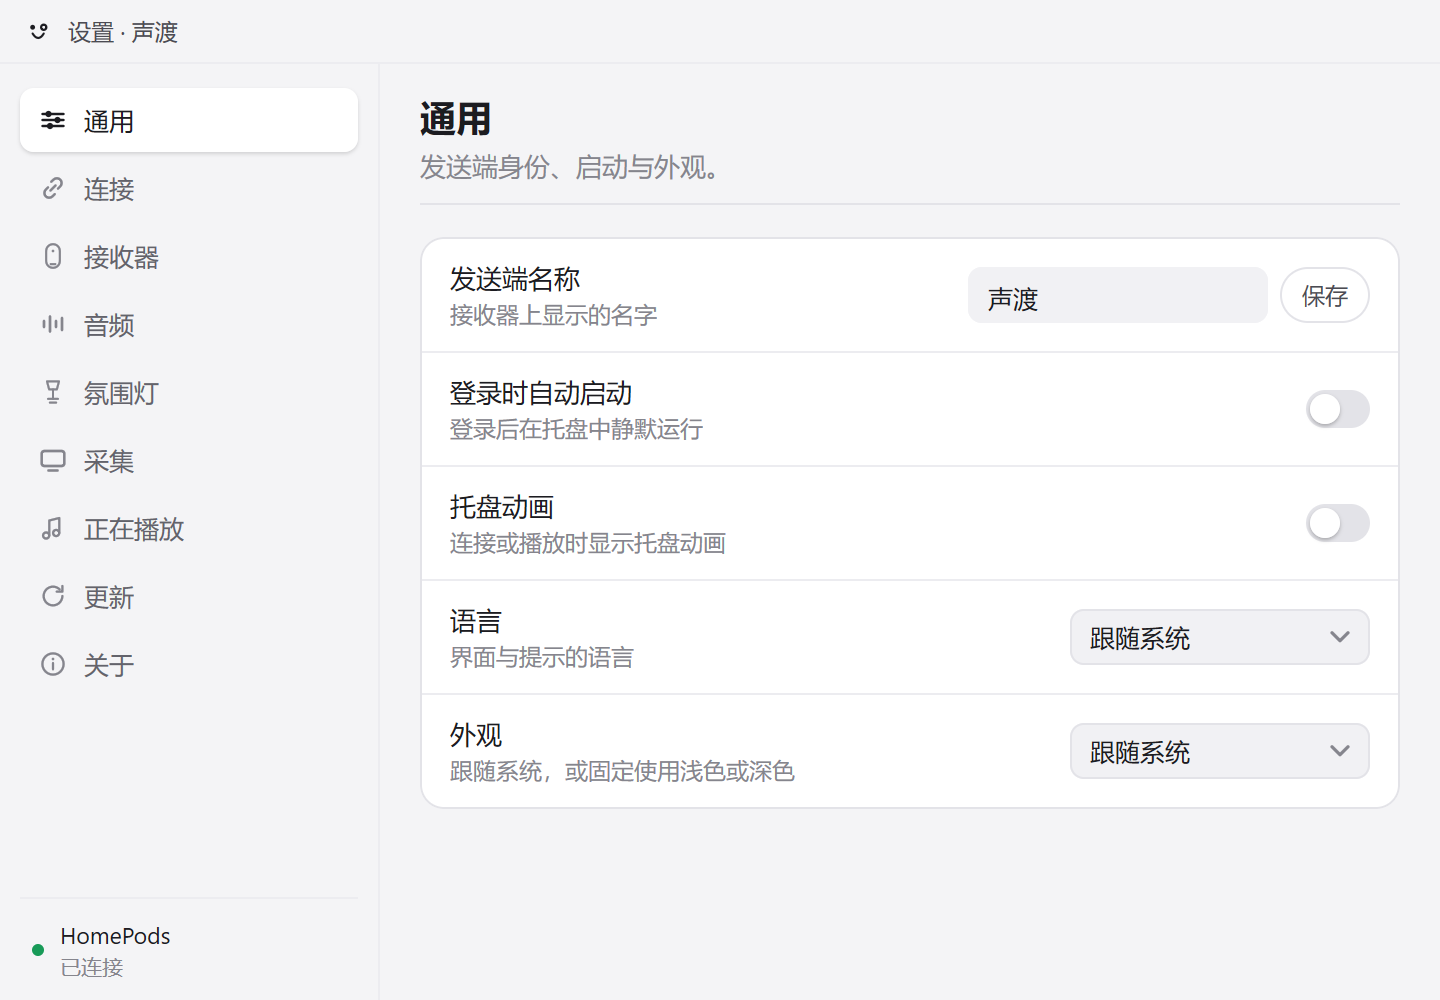 设置 · 声渡
通用
连接
接收器
音频
氛围灯
采集
正在播放
更新
关于
HomePods
已连接
通用
发送端身份、启动与外观。
发送端名称
接收器上显示的名字
声渡
保存
登录时自动启动
登录后在托盘中静默运行
托盘动画
连接或播放时显示托盘动画
语言
界面与提示的语言
跟随系统
外观
跟随系统，或固定使用浅色或深色
跟随系统